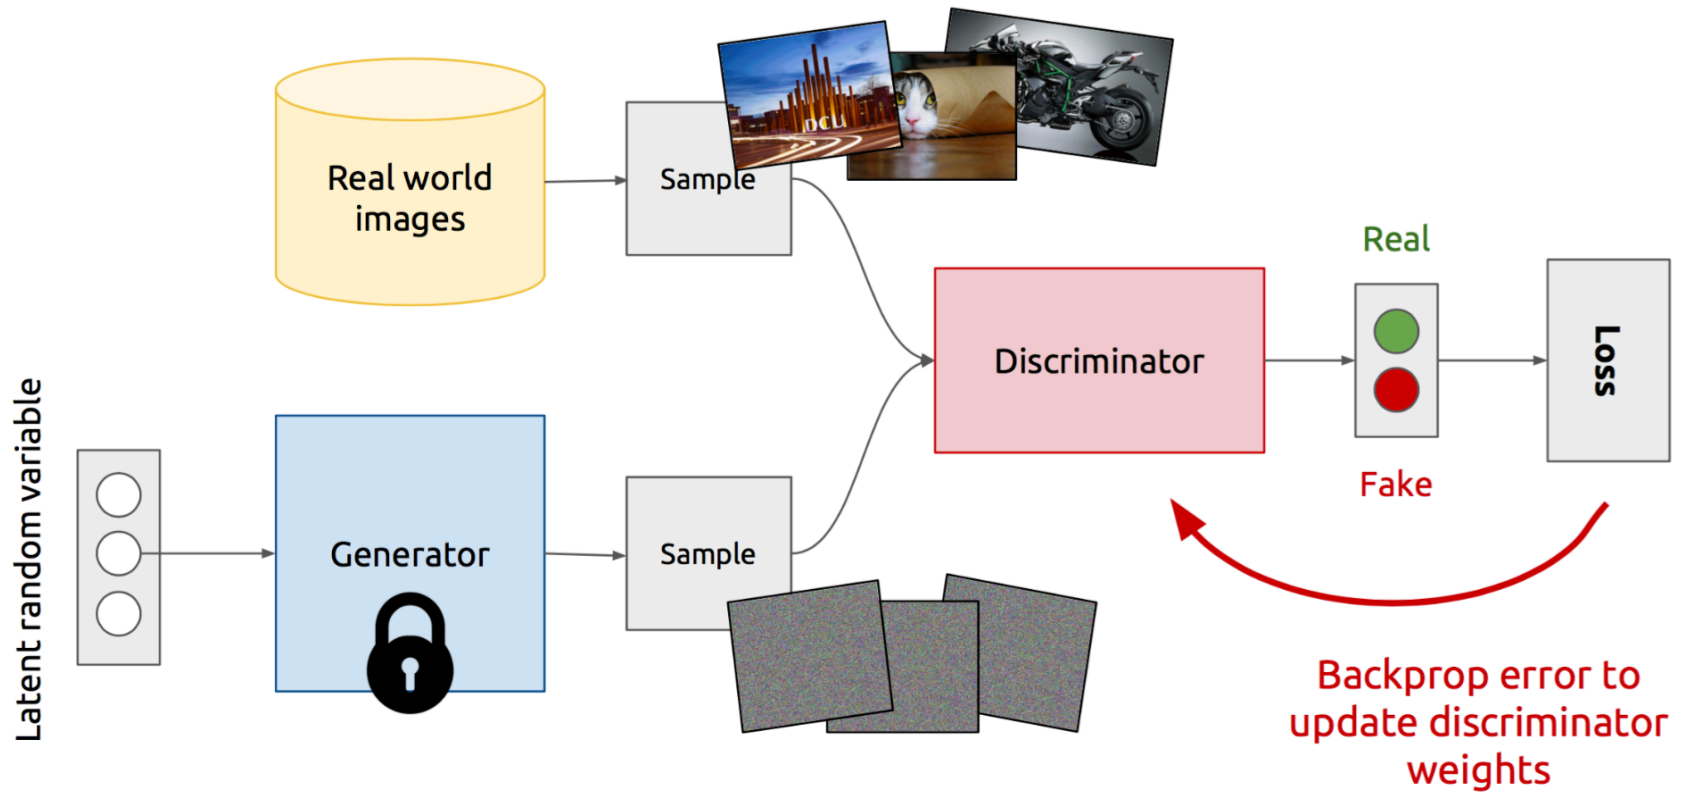 DCU
Real world
images
Sample
Real
Discriminator
Loss
Fake
Latent random variable
Generator
Sample
Backprop error to
update discriminator
weights